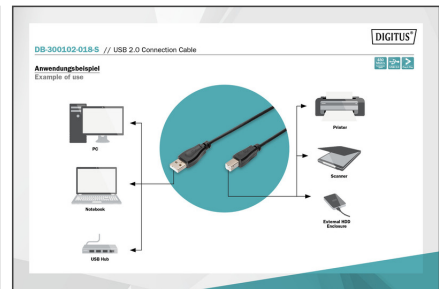 DIGITUS®
DB-300102-018-S // USB 2.0 Connection Cable
Anwendungsbeispiel
Example of use
PC
Notebook
USB Hub
Printer
Scanner
External HDD
Enclosure